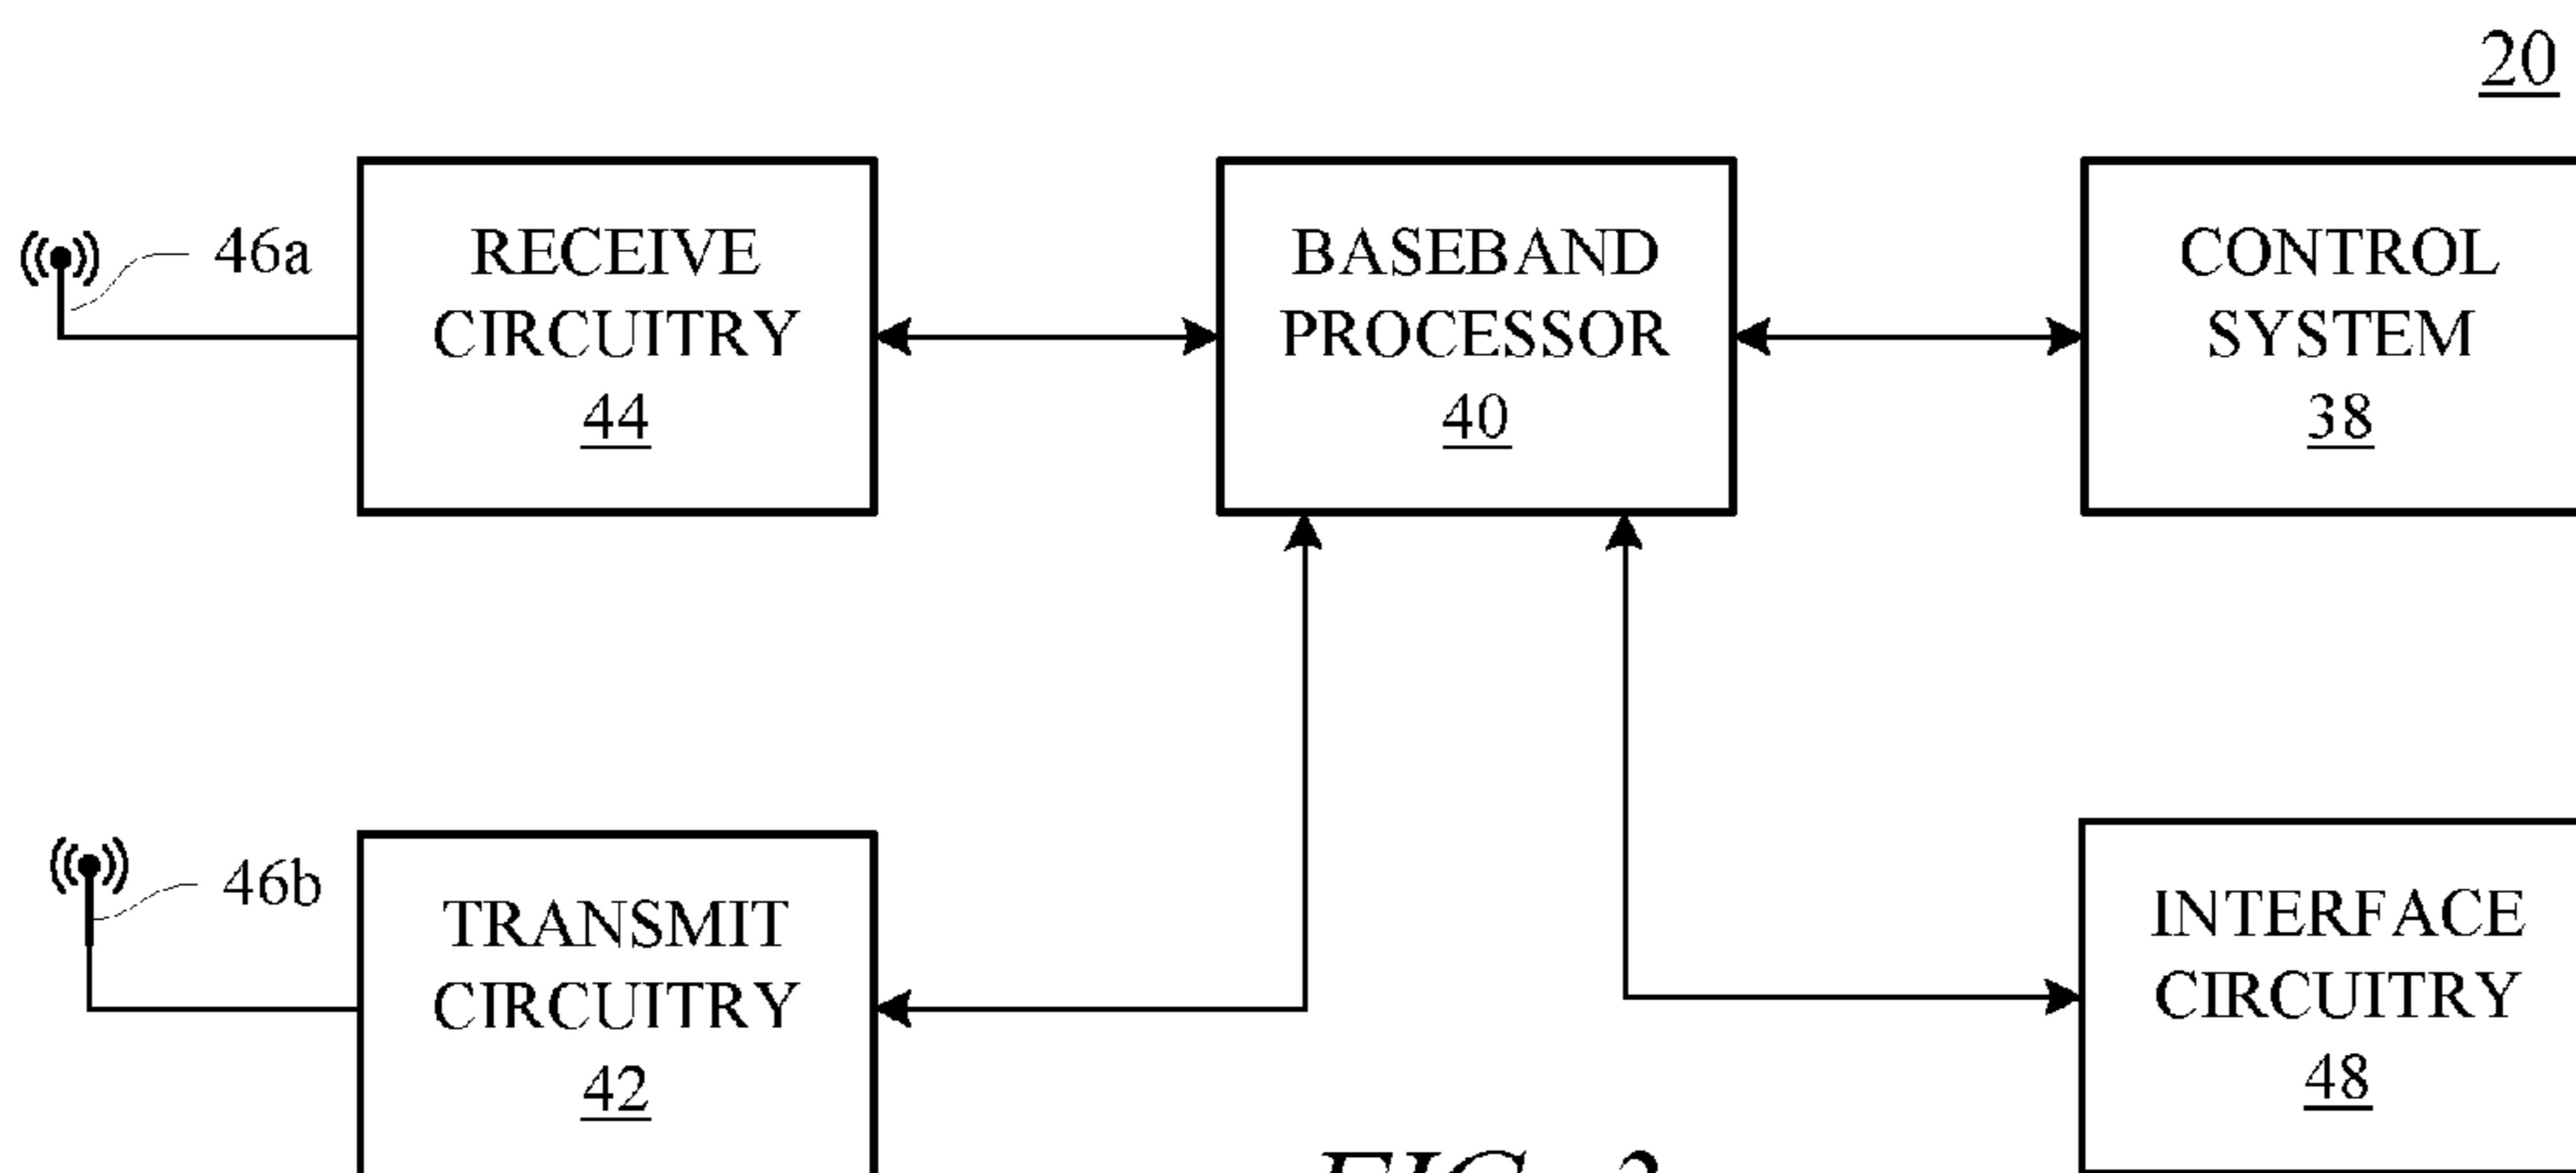 20
46a
RECEIVE
CIRCUITRY
44
BASEBAND
PROCESSOR
40
CONTROL
SYSTEM
38
46b
TRANSMIT
CIRCUITRY
42
INTERFACE
CIRCUITRY
48